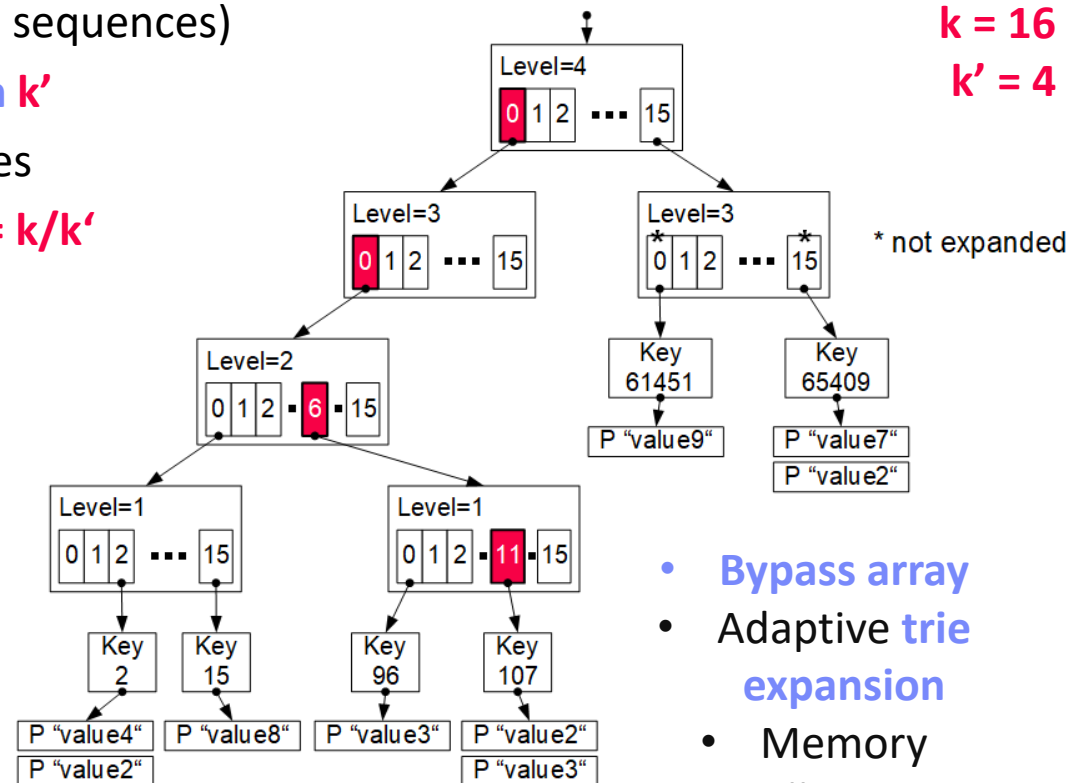 sequences)
k’
es
= k/k‘
k = 16
k’ = 4
Level=4
0 1 2 ... 15
Level=3
0 1 2 ... 15
Level=3
* *
0 1 2 ... 15
* not expanded
Level=2
0 1 2 . 6 . 15
Key
61451
P “value9“
Key
65409
P “value7“
P “value2“
Level=1
0 1 2 ... 15
Level=1
0 1 2 . 11 . 15
Key
2
P “value4“
P “value2“
Key
15
P “value8“
Key
96
P “value3“
Key
107
P “value2“
P “value3“
• Bypass array
• Adaptive trie
expansion
• Memory